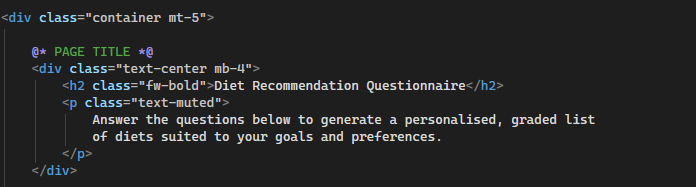 <div class="container mt-5">
@* PAGE TITLE *@
<div class="text-center mb-4">
<h2 class="fw-bold">Diet Recommendation Questionnaire</h2>
<p class="text-muted">
Answer the questions below to generate a personalised, graded list
of diets suited to your goals and preferences.
</p>
</div>